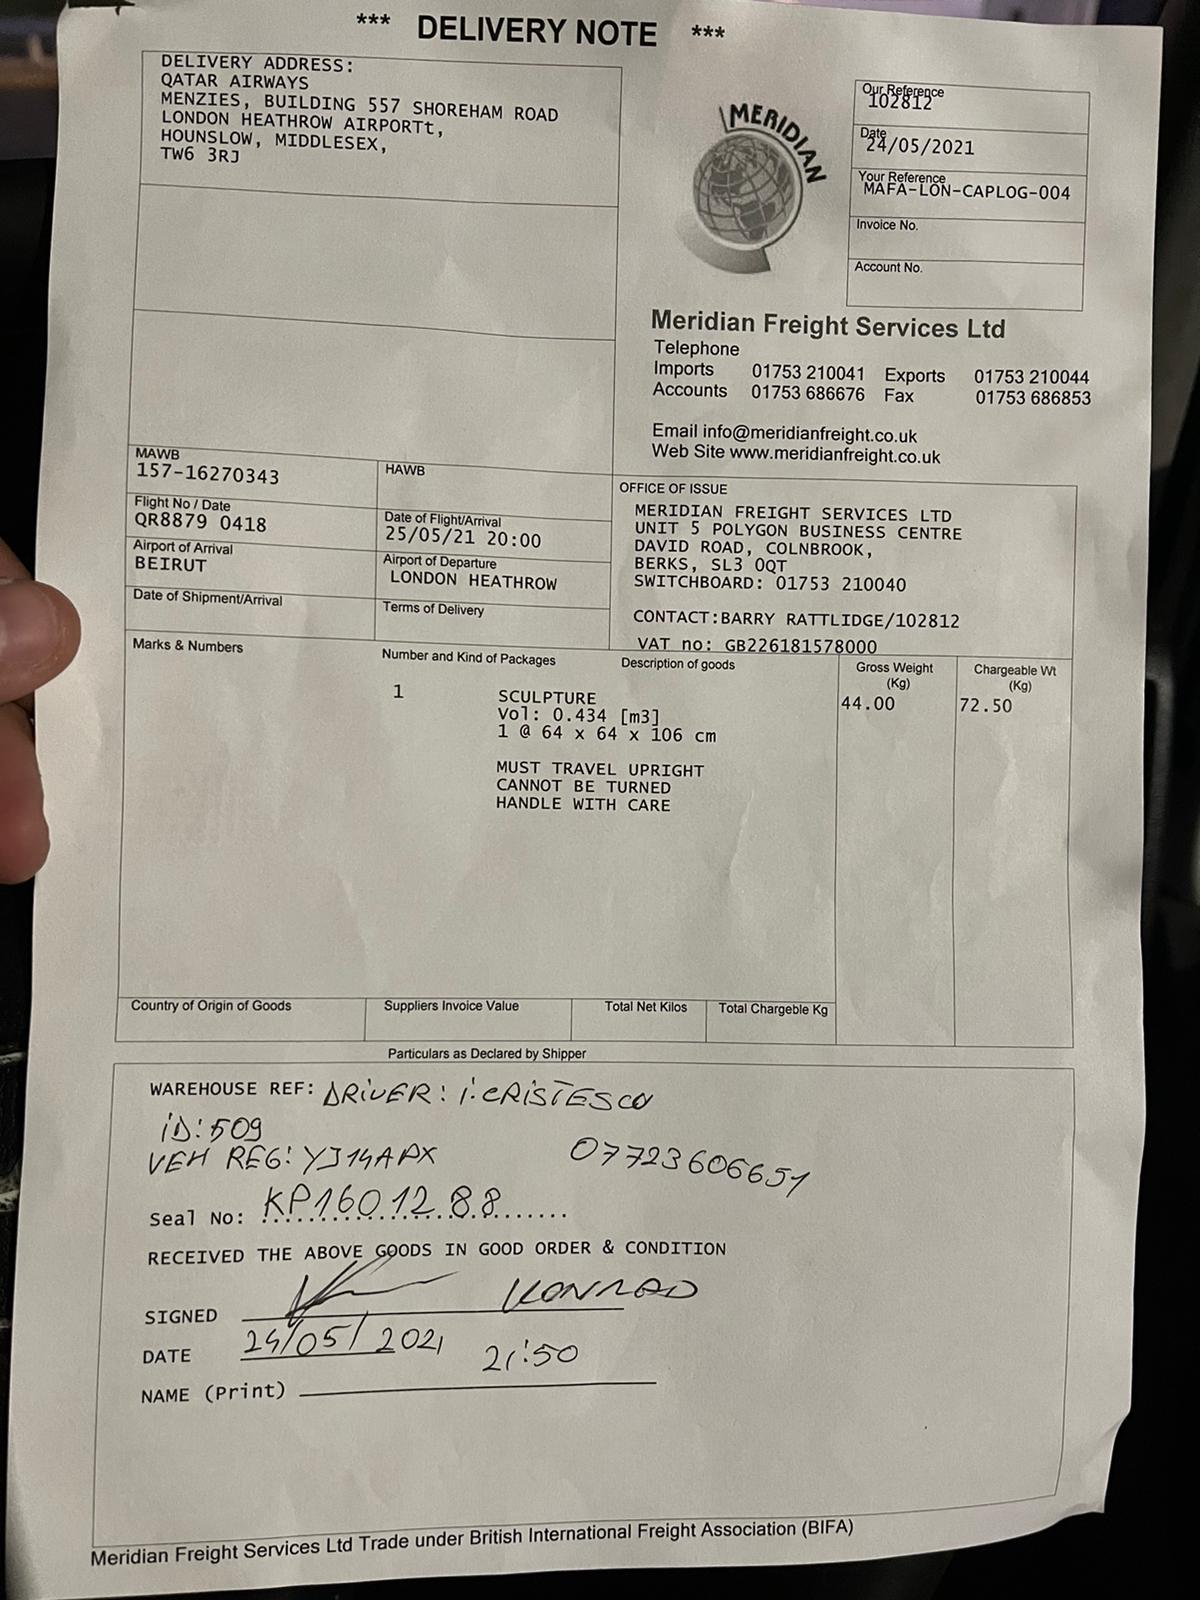 *** DELIVERY NOTE ***
DELIVERY ADDRESS:
QATAR AIRWAYS
MENZIES, BUILDING 557 SHOREHAM ROAD
LONDON HEATHROW AIRPORTt,
HOUNSLOW, MIDDLESEX,
TW6 3RJ
MERIDIAN
Our Reference
102812
Date
24/05/2021
Your Reference
MAFA-LON-CAPLOG-004
Invoice No.
Account No.
Meridian Freight Services Ltd
Telephone
Imports 01753 210041 Exports 01753 210044
Accounts 01753 686676 Fax 01753 686853
Email info@meridianfreight.co.uk
Web Site www.meridianfreight.co.uk
MAWB
157-16270343
HAWB
Flight No / Date
QR8879 0418
Date of Flight/Arrival
25/05/21 20:00
Airport of Arrival
BEIRUT
Airport of Departure
LONDON HEATHROW
Date of Shipment/Arrival
Terms of Delivery
OFFICE OF ISSUE
MERIDIAN FREIGHT SERVICES LTD
UNIT 5 POLYGON BUSINESS CENTRE
DAVID ROAD, COLNBROOK,
BERKS, SL3 0QT
SWITCHBOARD: 01753 210040
CONTACT:BARRY RATTLIDGE/102812
VAT no: GB226181578000
Marks & Numbers
Number and Kind of Packages
Description of goods
Gross Weight
(Kg)
Chargeable Wt
(Kg)
1
SCULPTURE
Vol: 0.434 [m3]
1 @ 64 x 64 x 106 cm
44.00
72.50
MUST TRAVEL UPRIGHT
CANNOT BE TURNED
HANDLE WITH CARE
Country of Origin of Goods
Suppliers Invoice Value
Total Net Kilos
Total Chargeble Kg
Particulars as Declared by Shipper
WAREHOUSE REF: DRIVER: I. CRISTESCU
ID: 509
VEH REG: YJ14APX 07723606651
Seal No: KP1601288
RECEIVED THE ABOVE GOODS IN GOOD ORDER & CONDITION
SIGNED KONRAD
DATE 24/05/2021 21:50
NAME (Print)
Meridian Freight Services Ltd Trade under British International Freight Association (BIFA)